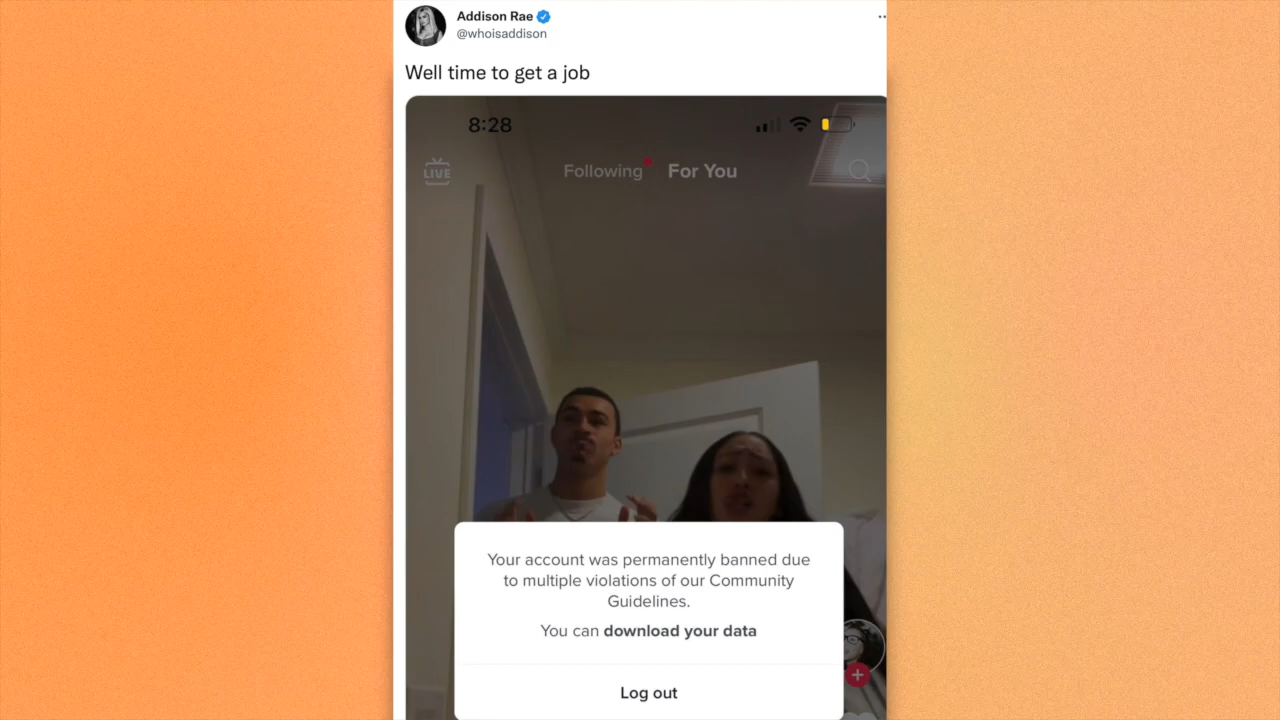 Addison Rae
@whoisaddison
Well time to get a job
8:28
LIVE
Following For You
Your account was permanently banned due
to multiple violations of our Community
Guidelines.
You can download your data
Log out